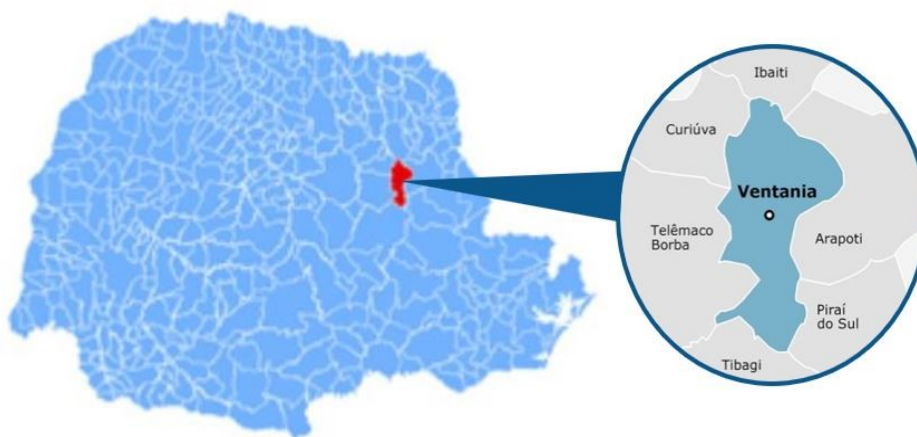 Ibaiti
Curiúva
Ventania
Telêmaco
Borba
Arapoti
Piraí
do Sul
Tibagi